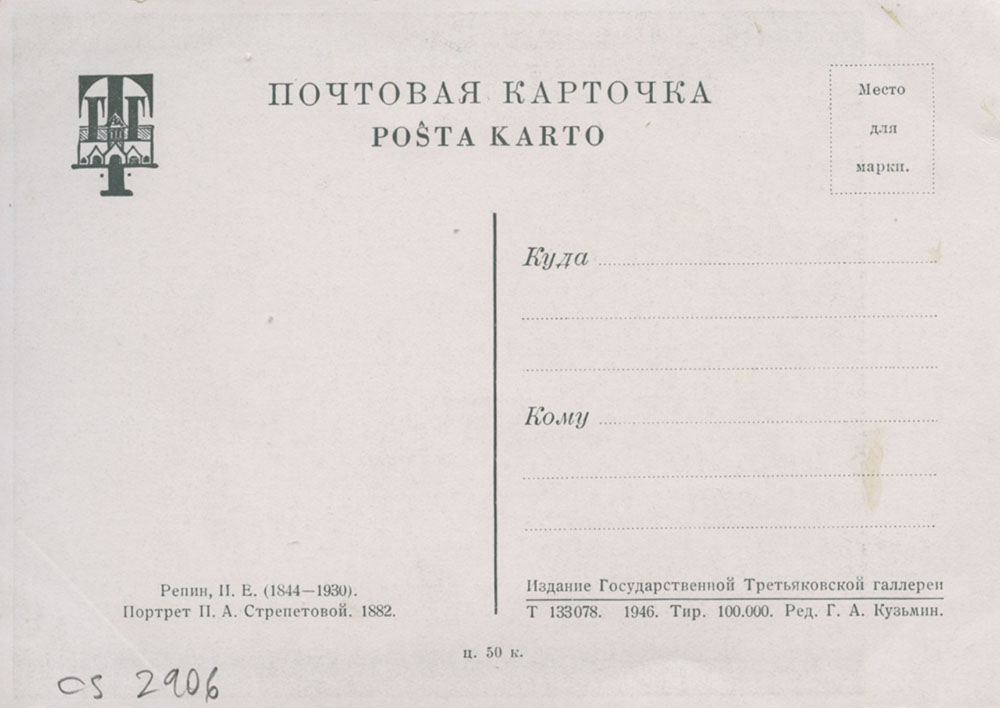 ПОЧТОВАЯ КАРТОЧКА
POŜTA KARTO
Место
для
марки.
Куда
Кому
Репин, И. Е. (1844—1930).
Портрет П. А. Стрепетовой. 1882.
Издание Государственной Третьяковской галлереи
Т 133078. 1946. Тир. 100.000. Ред. Г. А. Кузьмин.
ц. 50 к.
cs 2906